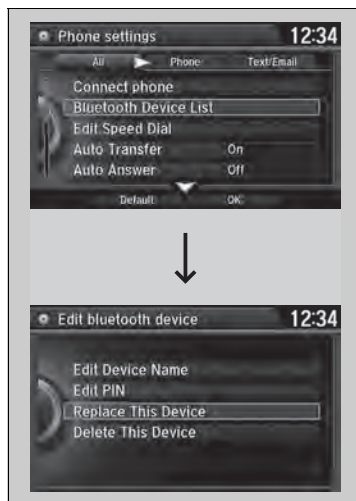 Phone settings 12:34
All Phone Text/Email
Connect phone
Bluetooth Device List
Edit Speed Dial
Auto Transfer On
Auto Answer Off
Default OK
Edit bluetooth device 12:34
Edit Device Name
Edit PIN
Replace This Device
Delete This Device